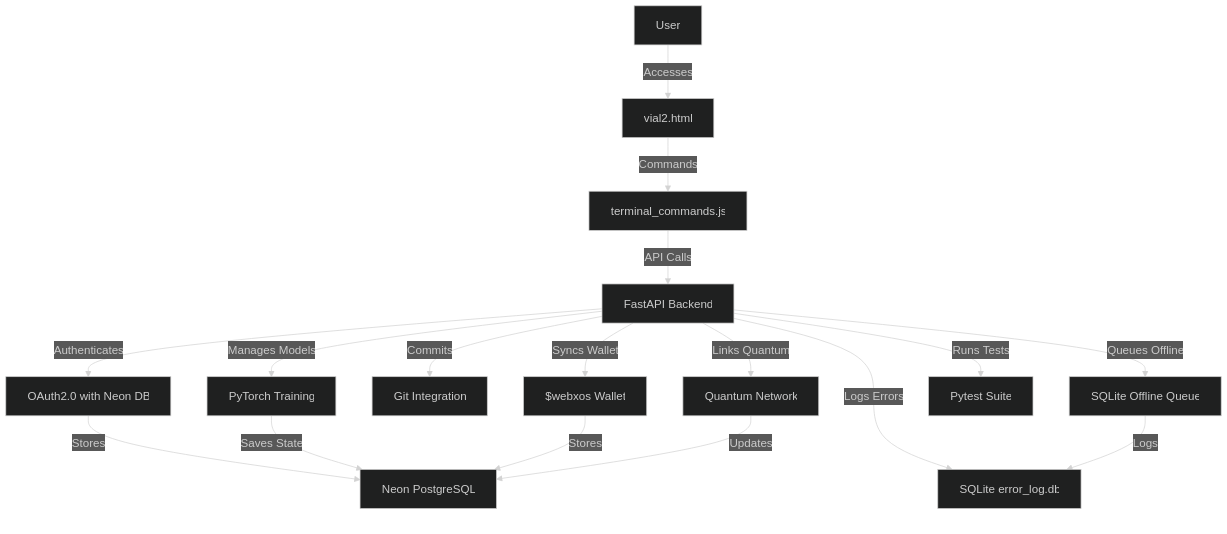 User
Accesses
vial2.html
Commands
terminal_commands.js
API Calls
FastAPI Backend
Authenticates
Manages Models
Commits
Syncs Wallet
Links Quantum
Runs Tests
Queues Offline
OAuth2.0 with Neon DB
PyTorch Training
Git Integration
$webxos Wallet
Quantum Network
Logs Errors
Pytest Suite
SQLite Offline Queue
Stores
Saves State
Stores
Updates
Logs
Neon PostgreSQL
SQLite error_log.db